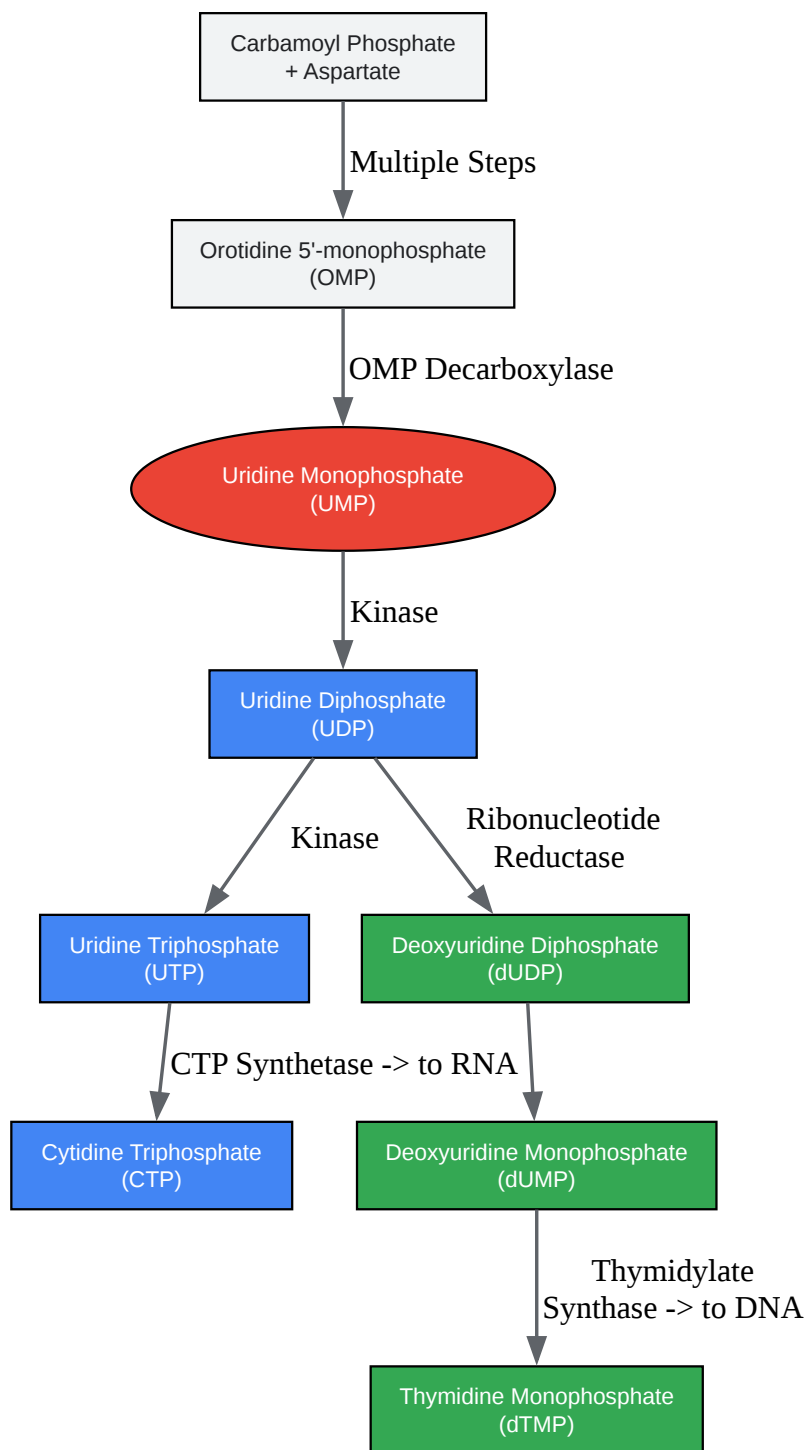 Carbamoyl Phosphate
+ Aspartate
Multiple Steps
Orotidine 5'-monophosphate
(OMP)
OMP Decarboxylase
Uridine Monophosphate
(UMP)
Kinase
Uridine Diphosphate
(UDP)
Kinase
Ribonucleotide
Reductase
Uridine Triphosphate
(UTP)
Deoxyuridine Diphosphate
(dUDP)
CTP Synthetase -> to RNA
Cytidine Triphosphate
(CTP)
Deoxyuridine Monophosphate
(dUMP)
Thymidylate
Synthase -> to DNA
Thymidine Monophosphate
(dTMP)